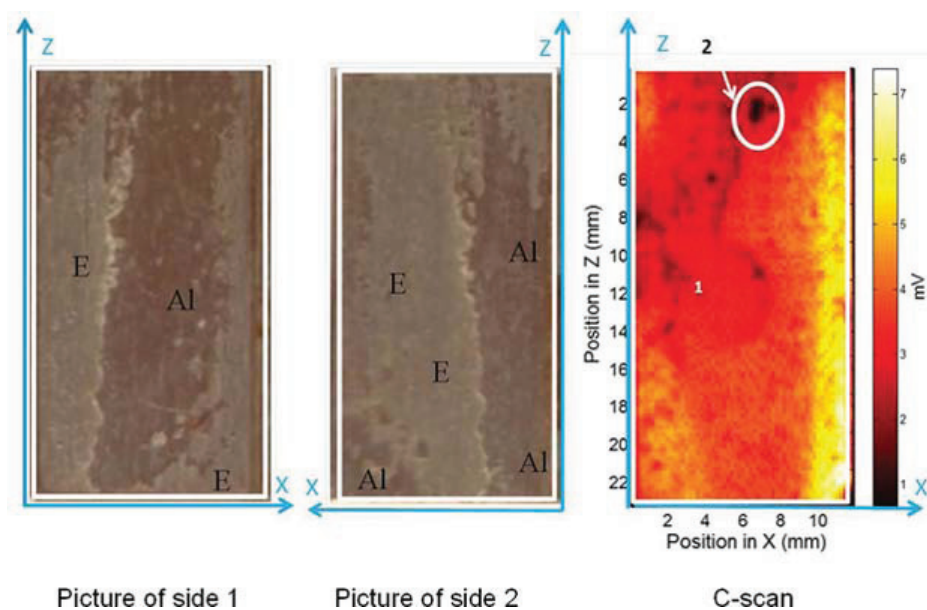 Z
E
Al
E
X
Picture of side 1
Z
E
Al
E
Al
Al
X
Picture of side 2
Z
2
1
Position in Z (mm)
2
4
6
8
10
12
14
16
18
20
22
2 4 6 8 10
Position in X (mm)
X
7
6
5
4
3
2
1
mV
C-scan